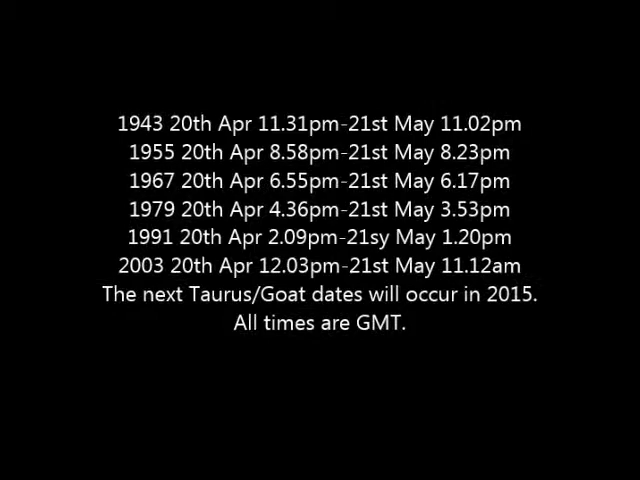 1943 20th Apr 11.31pm-21st May 11.02pm
1955 20th Apr 8.58pm-21st May 8.23pm
1967 20th Apr 6.55pm-21st May 6.17pm
1979 20th Apr 4.36pm-21st May 3.53pm
1991 20th Apr 2.09pm-21sy May 1.20pm
2003 20th Apr 12.03pm-21st May 11.12am
The next Taurus/Goat dates will occur in 2015.
All times are GMT.